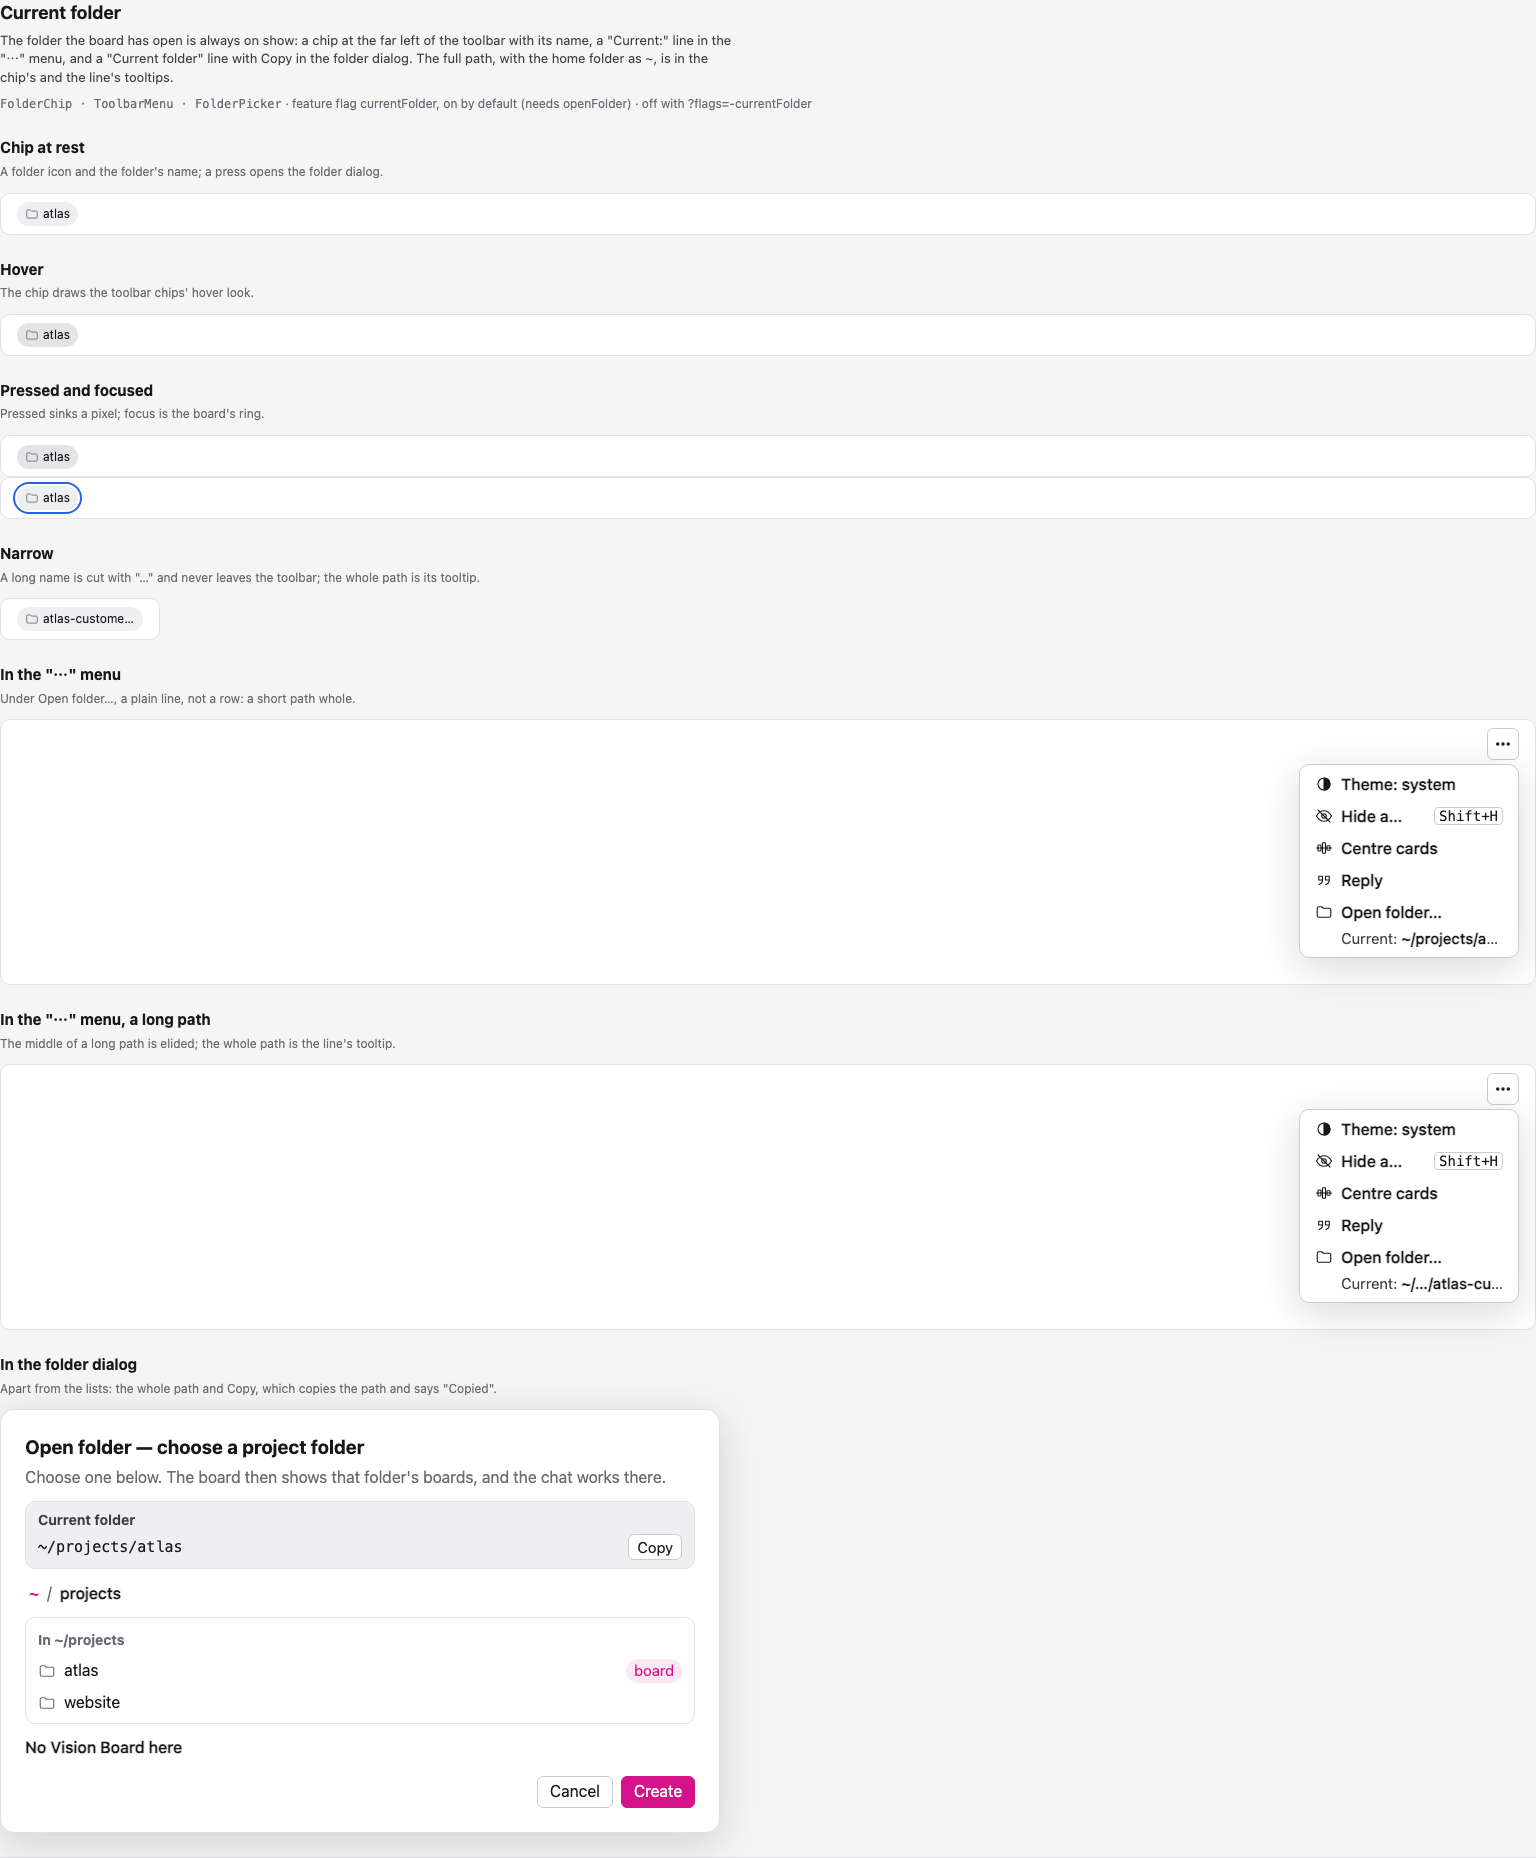 Current folder
The folder the board has open is always on show: a chip at the far left of the toolbar with its name, a "Current:" line in the
"···" menu, and a "Current folder" line with Copy in the folder dialog. The full path, with the home folder as ~, is in the
chip's and the line's tooltips.
FolderChip · ToolbarMenu · FolderPicker · feature flag currentFolder, on by default (needs openFolder) · off with ?flags=-currentFolder
Chip at rest
A folder icon and the folder's name; a press opens the folder dialog.
atlas
Hover
The chip draws the toolbar chips' hover look.
atlas
Pressed and focused
Pressed sinks a pixel; focus is the board's ring.
atlas
atlas
Narrow
A long name is cut with "…" and never leaves the toolbar; the whole path is its tooltip.
atlas-custome…
In the "···" menu
Under Open folder…, a plain line, not a row: a short path whole.
Theme: system
Hide a… Shift+H
Centre cards
Reply
Open folder…
Current: ~/projects/a…
In the "···" menu, a long path
The middle of a long path is elided; the whole path is the line's tooltip.
Theme: system
Hide a… Shift+H
Centre cards
Reply
Open folder…
Current: ~/…/atlas-cu…
In the folder dialog
Apart from the lists: the whole path and Copy, which copies the path and says "Copied".
Open folder — choose a project folder
Choose one below. The board then shows that folder's boards, and the chat works there.
Current folder
~/projects/atlas Copy
~ / projects
In ~/projects
atlas board
website
No Vision Board here
Cancel Create